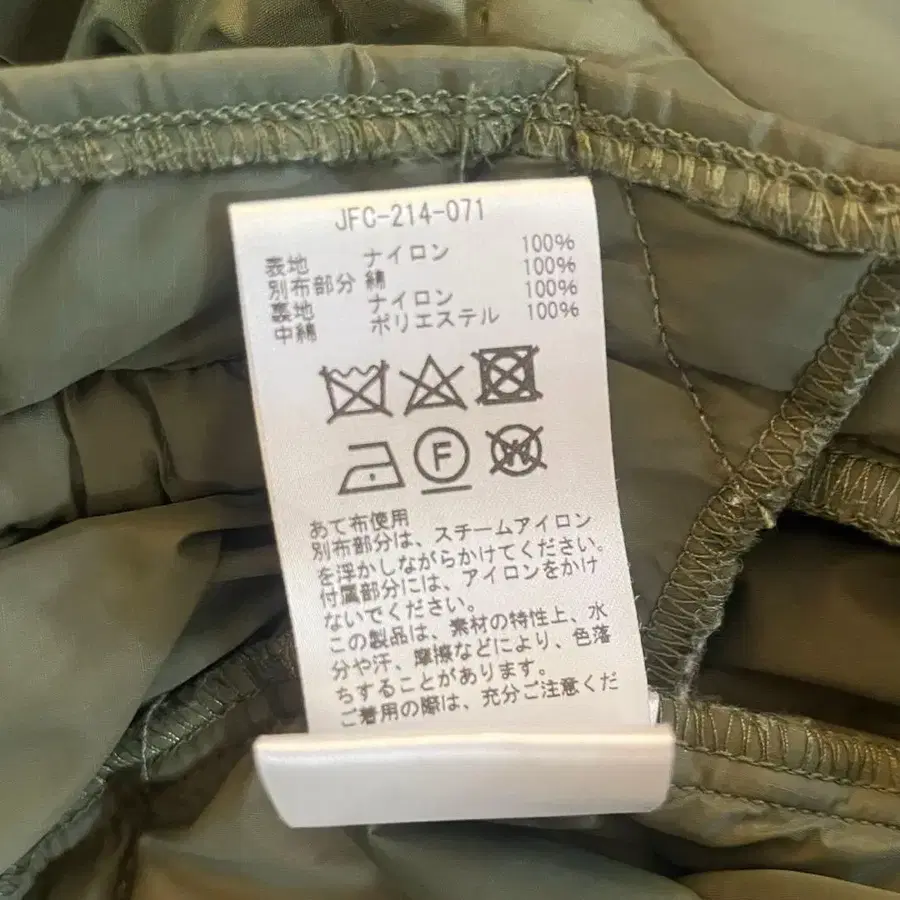 JFC-214-071
表地 ナイロン 100%
別布部分 綿 100%
裏地 ナイロン 100%
中綿 ポリエステル 100%
F
W
あて布使用
別布部分は、スチームアイロン
を浮かしながらかけてください。
付属部分には、アイロンをかけ
ないでください。
この製品は、素材の特性上、水
分や汗、摩擦などにより、色落
ちすることがあります。
ご着用の際は、充分ご注意くだ